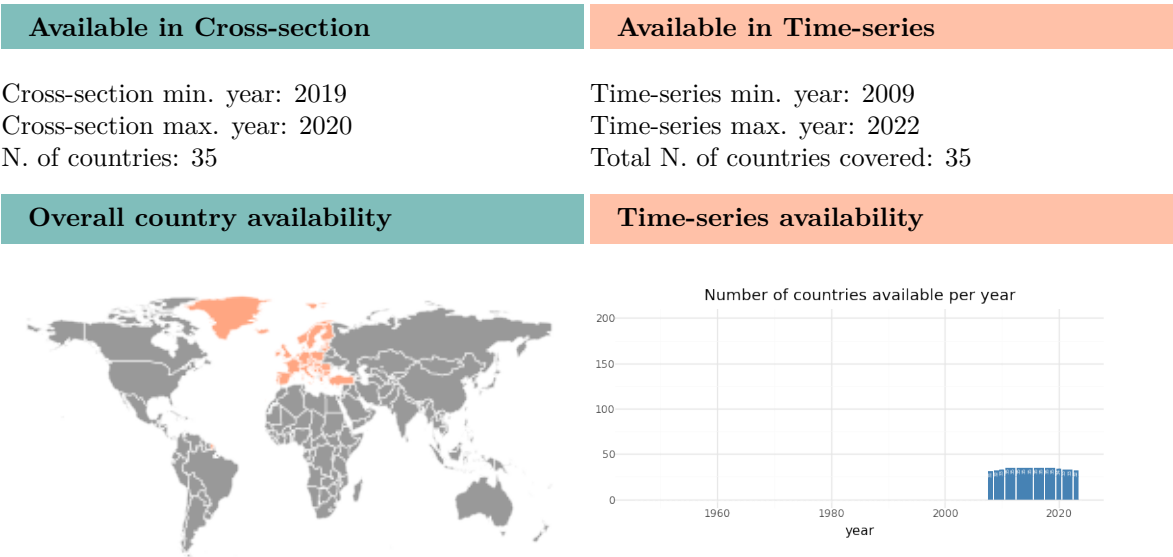 Available in Cross-section
Available in Time-series
Cross-section min. year: 2019
Cross-section max. year: 2020
N. of countries: 35
Time-series min. year: 2009
Time-series max. year: 2022
Total N. of countries covered: 35
Overall country availability
Time-series availability
Number of countries available per year
200
150
100
50
0
1960
1980
2000
2020
year